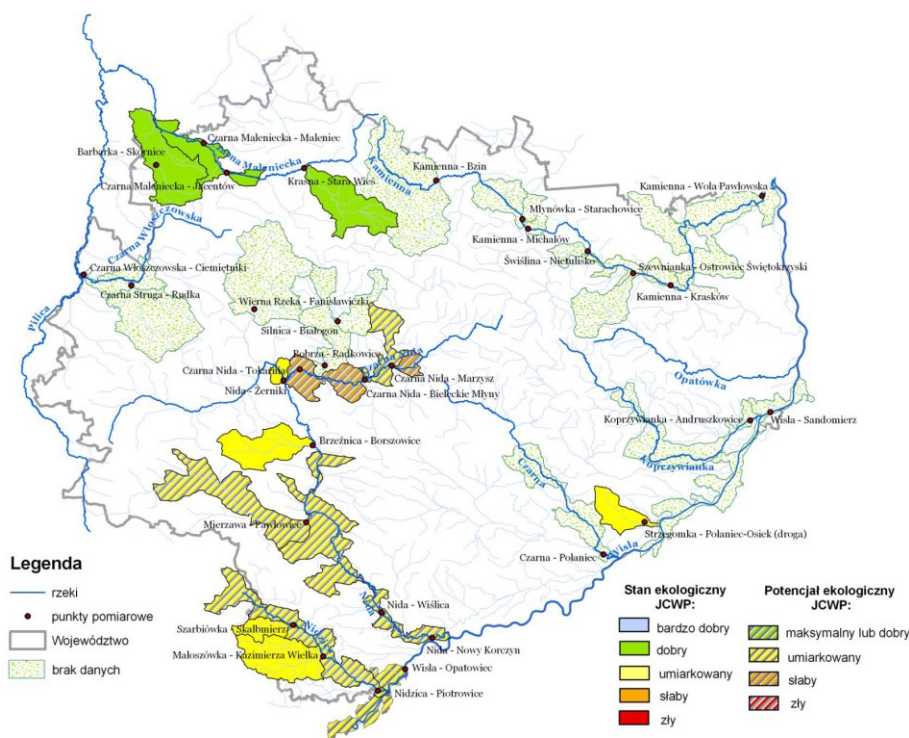 Czarna Maleniecka - Maleniec
Barbarka - Skórnice
Czarna Maleniecka
Czarna Maleniecka - Jacentów
Krasna - Stara Wieś
Kamienna
Kamienna - Bzin
Kamienna - Wola Pawłowska
Młynówka - Starachowice
Kamienna - Michałów
Świślina - Nietulisko
Szewnianka - Ostrowiec Świętokrzyski
Kamienna - Krasków
Czarna Włoszczowska
Czarna Włoszczowska - Ciemiętniki
Czarna Struga - Rudka
Pilica
Wierna Rzeka - Fanisławiczki
Silnica - Białogon
Bobrza - Radkowice
Czarna Nida
Czarna Nida - Tokarnia
Czarna Nida - Marzysz
Nida - Żerniki
Czarna Nida - Bieleckie Młyny
Opatówka
Koprzywianka - Andruszkowice
Wisła - Sandomierz
Koprzywianka
Brzeźnica - Borszowice
Czarna
Mierzawa - Pawłowice
Strzegomka - Połaniec-Osiek (droga)
Wisła
Czarna - Połaniec
Nida
Nida - Wiślica
Szarbiówka - Skalbmierz
Nida - Nowy Korczyn
Małoszówka - Kazimierza Wielka
Wisła - Opatowiec
Nidzica - Piotrowice
Legenda
rzeki
punkty pomiarowe
Województwo
brak danych
Stan ekologiczny
JCWP:
bardzo dobry
dobry
umiarkowany
słaby
zły
Potencjał ekologiczny
JCWP:
maksymalny lub dobry
umiarkowany
słaby
zły